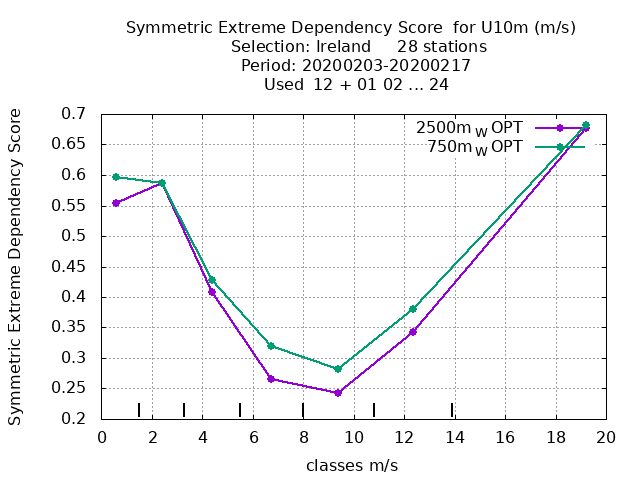 Symmetric Extreme Dependency Score  for U10m (m/s)
Selection: Ireland     28 stations
Period: 20200203-20200217
Used  12 + 01 02 ... 24
Symmetric Extreme Dependency Score
0.7
0.65
0.6
0.55
0.5
0.45
0.4
0.35
0.3
0.25
0.2
2500m W OPT
750m W OPT
0 2 4 6 8 10 12 14 16 18 20
classes m/s